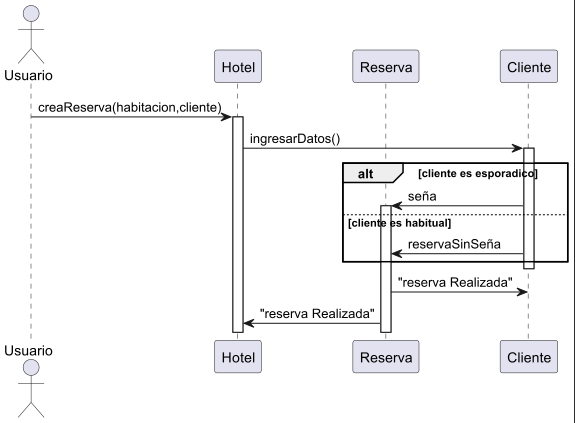 Usuario
Hotel
Reserva
Cliente
creaReserva(habitacion,cliente)
ingresarDatos()
alt
[cliente es esporadico]
seña
[cliente es habitual]
reservaSinSeña
"reserva Realizada"
"reserva Realizada"
Usuario
Hotel
Reserva
Cliente